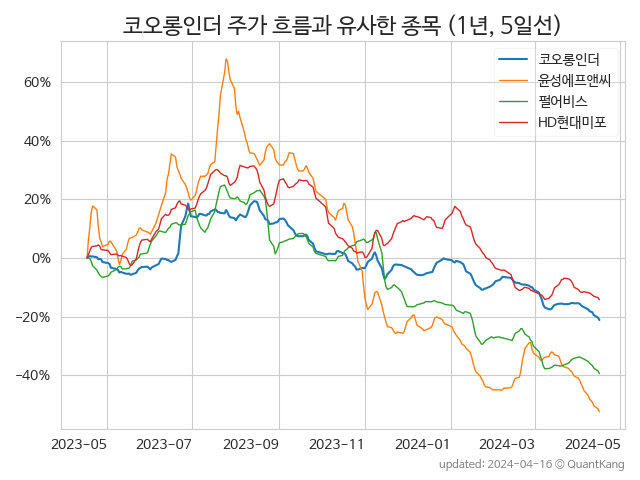 코오롱인더 주가 흐름과 유사한 종목 (1년, 5일선)
코오롱인더
윤성에프앤씨
펄어비스
HD현대미포
60%
40%
20%
0%
−20%
−40%
2023-05 2023-07 2023-09 2023-11 2024-01 2024-03 2024-05
updated: 2024-04-16 © QuantKang